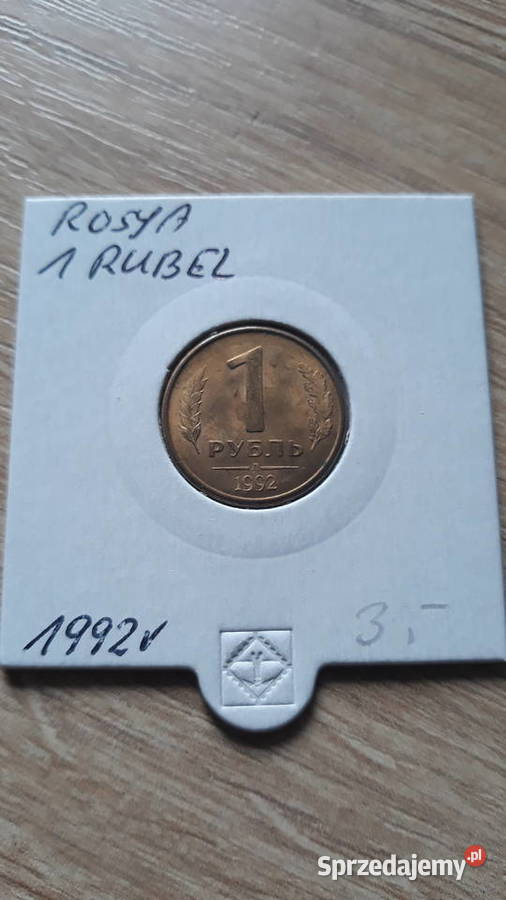 ROSYA
1 RUBEL
1
РУБЛЬ
Л
1992
1992r
3,-
Sprzedajemy.pl